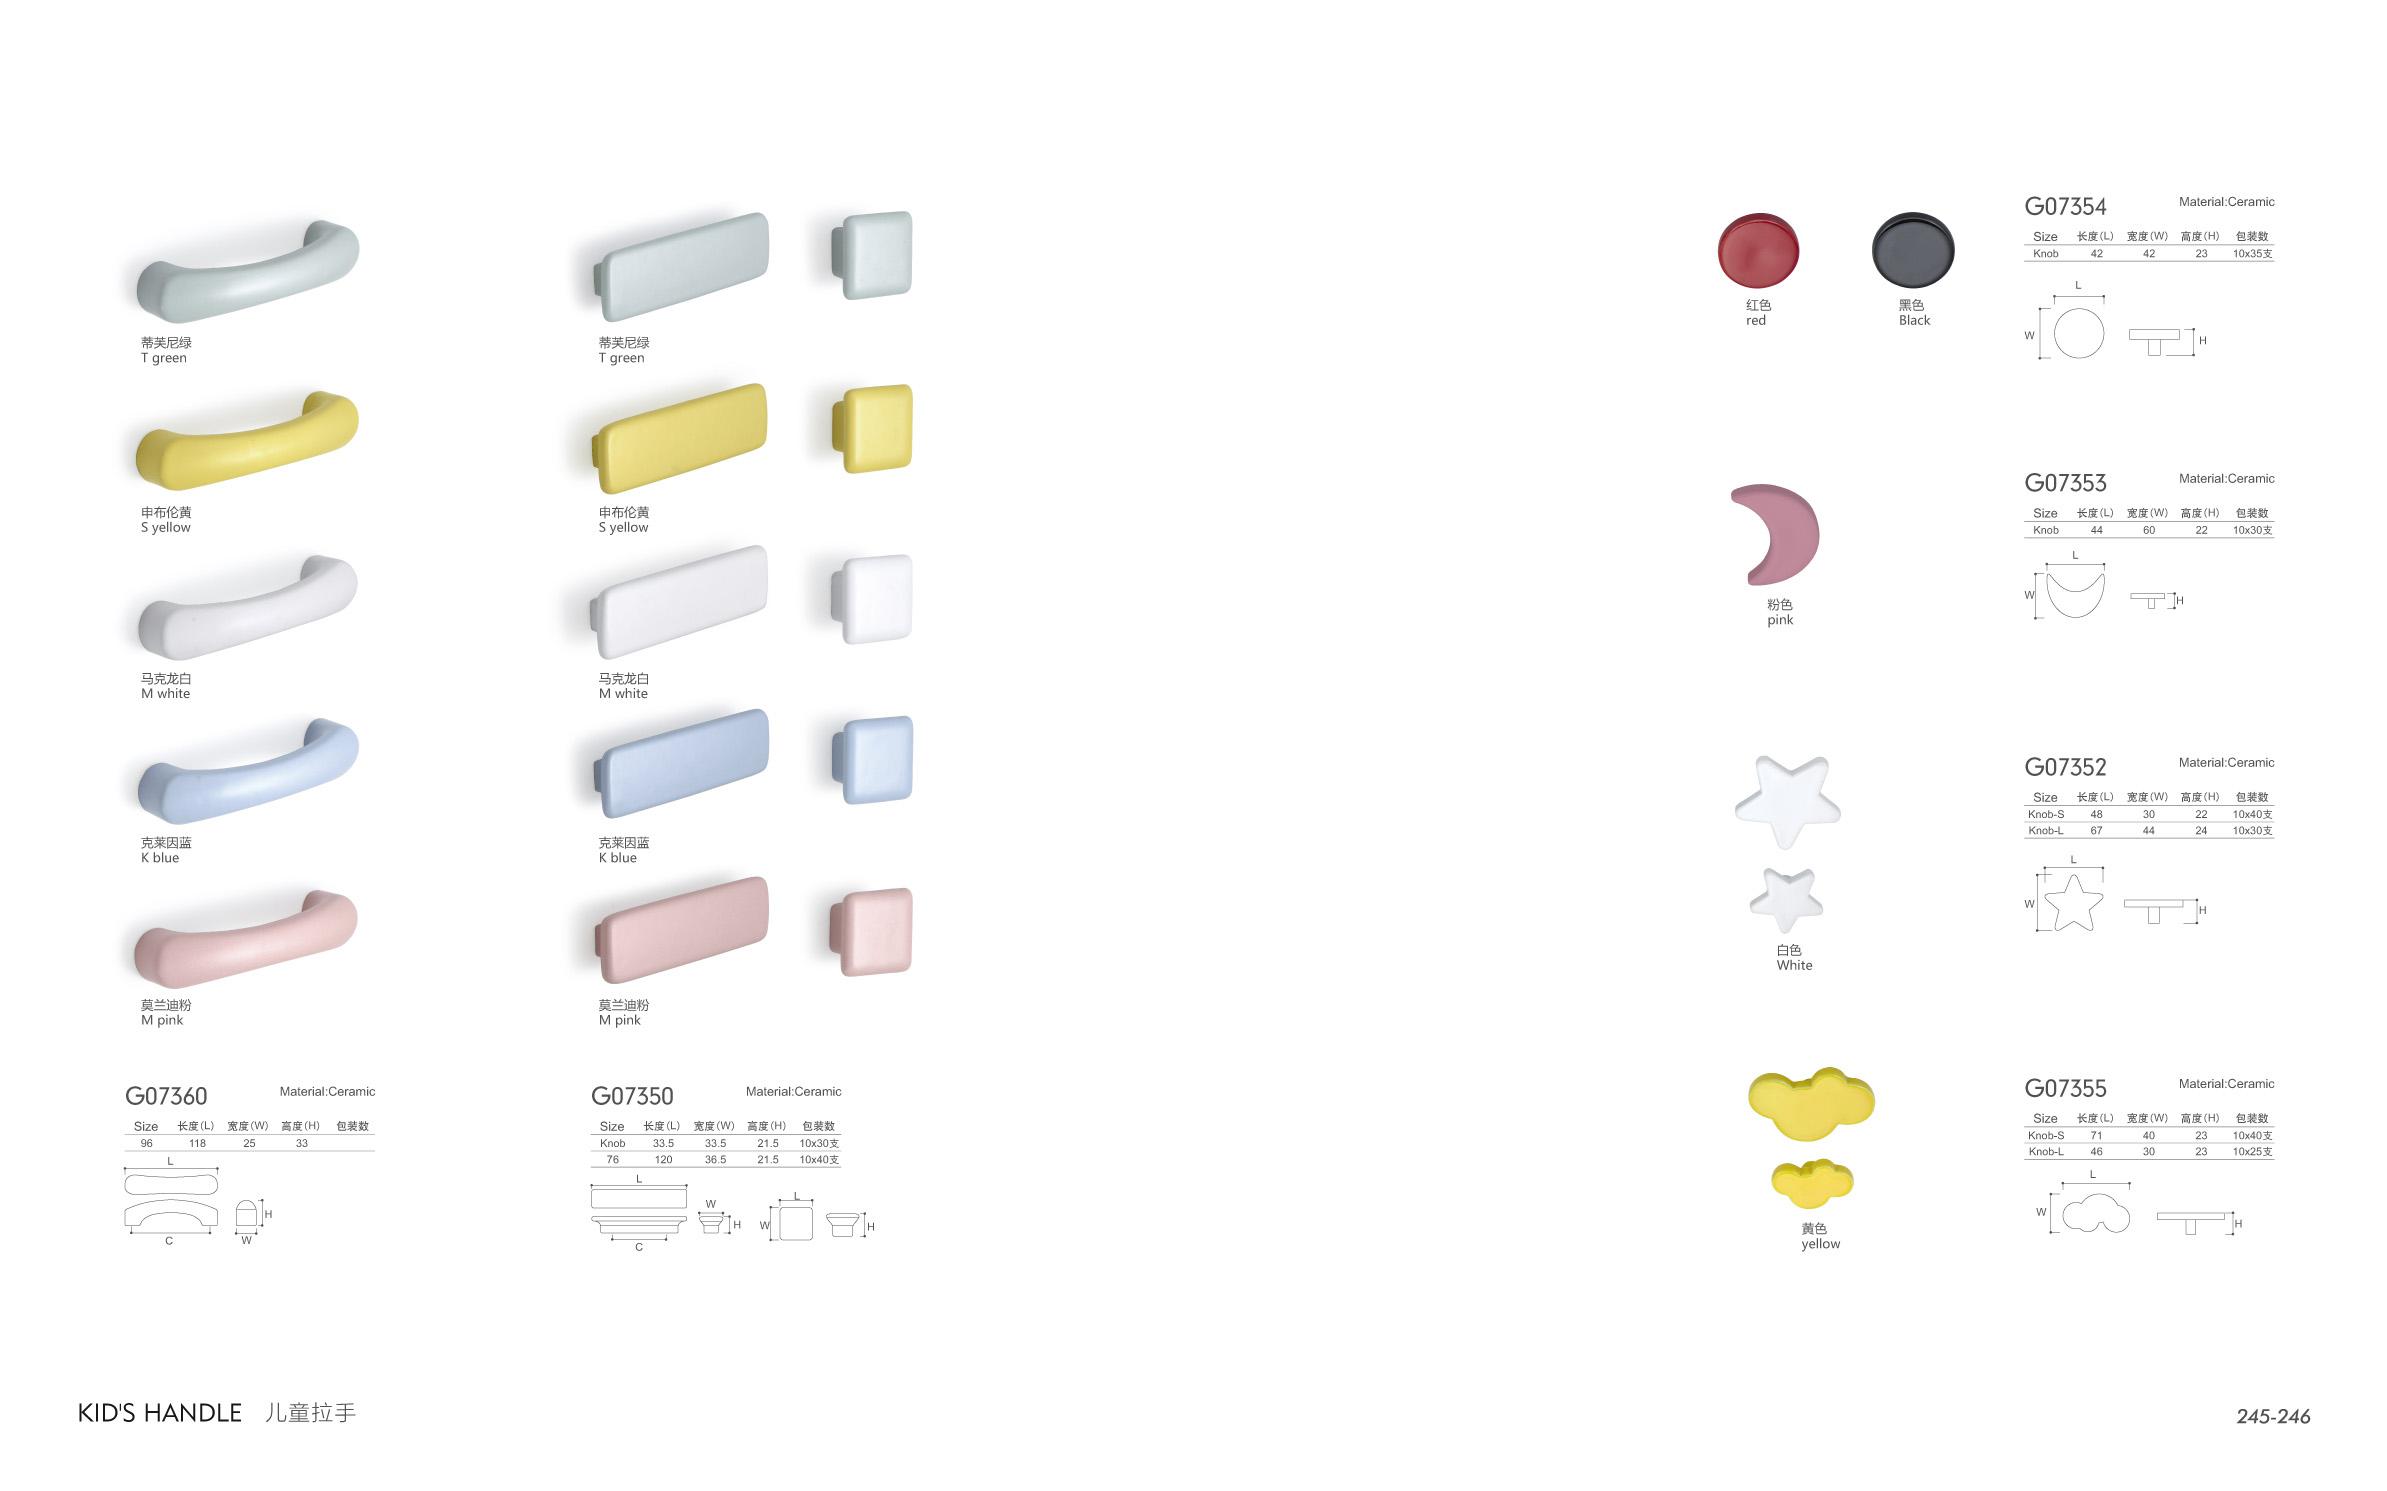 蒂芙尼绿
T green
申布伦黄
S yellow
马克龙白
M white
克莱因蓝
K blue
莫兰迪粉
M pink
G07360 Material:Ceramic
Size 长度(L) 宽度(W) 高度(H) 包装数
96 118 25 33
L
H
C W
蒂芙尼绿
T green
申布伦黄
S yellow
马克龙白
M white
克莱因蓝
K blue
莫兰迪粉
M pink
G07350 Material:Ceramic
Size 长度(L) 宽度(W) 高度(H) 包装数
Knob 33.5 33.5 21.5 10x30支
76 120 36.5 21.5 10x40支
L
W L
H W H
C
红色
red
黑色
Black
G07354 Material:Ceramic
Size 长度(L) 宽度(W) 高度(H) 包装数
Knob 42 42 23 10x35支
L
W H
粉色
pink
G07353 Material:Ceramic
Size 长度(L) 宽度(W) 高度(H) 包装数
Knob 44 60 22 10x30支
L
W H
白色
White
G07352 Material:Ceramic
Size 长度(L) 宽度(W) 高度(H) 包装数
Knob-S 48 30 22 10x40支
Knob-L 67 44 24 10x30支
L
W H
黄色
yellow
G07355 Material:Ceramic
Size 长度(L) 宽度(W) 高度(H) 包装数
Knob-S 71 40 23 10x40支
Knob-L 46 30 23 10x25支
L
W H
KID'S HANDLE 儿童拉手
245-246